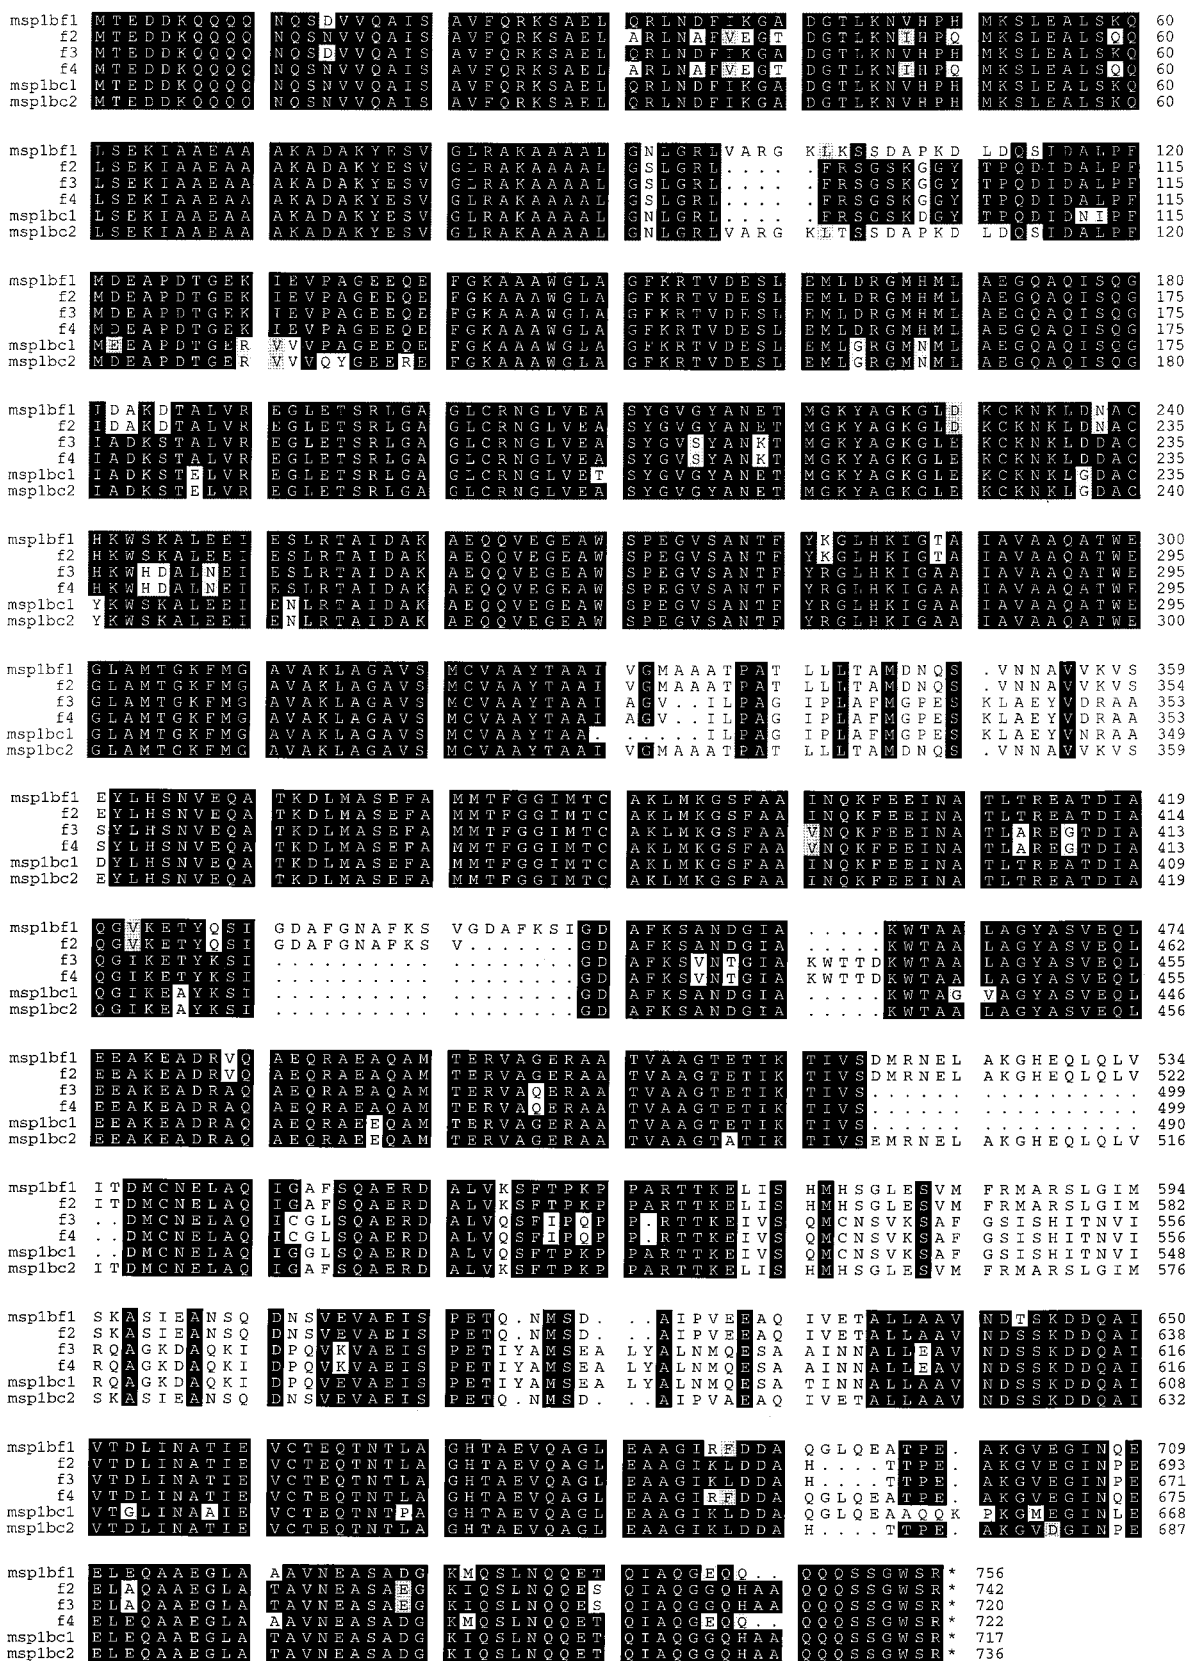 msp1bf1 MTEDDKQQQQ NQSDVVQAIS AVFQRKSAEL QRLNDFIKGA DGTLKNVHPH MKSLEALSKQ 60
f2 MTEDDKQQQQ NQSNVVQAIS AVFQRKSAEL ARLNAFVEGT DGTLKNIHPQ MKSLEALSQQ 60
f3 MTEDDKQQQQ NQSDVVQAIS AVFQRKSAEL QRLNDFIKGA DGTLKNVHPH MKSLEALSKQ 60
f4 MTEDDKQQQQ NQSNVVQAIS AVFQRKSAEL ARLNAFVEGT DGTLKNIHPQ MKSLEALSQQ 60
msp1bc1 MTEDDKQQQQ NQSNVVQAIS AVFQRKSAEL QRLNDFIKGA DGTLKNVHPH MKSLEALSKQ 60
msp1bc2 MTEDDKQQQQ NQSNVVQAIS AVFQRKSAEL QRLNDFIKGA DGTLKNVHPH MKSLEALSKQ 60
msp1bf1 LSEKIAAEAA AKADAKYESV GLRAKAAAAL GNLGRLVARG KLKSSDAPKD LDQSIDALPF 120
f2 LSEKIAAEAA AKADAKYESV GLRAKAAAAL GSLGRL.... .FRSGSKGGY TPQDIDALPF 115
f3 LSEKIAAEAA AKADAKYESV GLRAKAAAAL GSLGRL.... .FRSGSKGGY TPQDIDALPF 115
f4 LSEKIAAEAA AKADAKYESV GLRAKAAAAL GSLGRL.... .FRSGSKGGY TPQDIDALPF 115
msp1bc1 LSEKIAAEAA AKADAKYESV GLRAKAAAAL GNLGRL.... .FRSGSKDGY TPQDIDNIPF 115
msp1bc2 LSEKIAAEAA AKADAKYESV GLRAKAAAAL GNLGRLVARG KLTSSDAPKD LDQSIDALPF 120
msp1bf1 MDEAPDTGEK IEVPAGEEQE FGKAAAWGLA GFKRTVDESL EMLDRGMHML AEGQAQISQG 180
f2 MDEAPDTGEK IEVPAGEEQE FGKAAAWGLA GFKRTVDESL EMLDRGMHML AEGQAQISQG 175
f3 MDEAPDTGEK IEVPAGEEQE FGKAAAWGLA GFKRTVDESL EMLDRGMHML AEGQAQISQG 175
f4 MDEAPDTGEK IEVPAGEEQE FGKAAAWGLA GFKRTVDESL EMLDRGMHML AEGQAQISQG 175
msp1bc1 MEEAPDTGER VVVPAGEEQE FGKAAAWGLA GFKRTVDESL EMLGRGMNML AEGQAQISQG 175
msp1bc2 MDEAPDTGER VVVQYGEERE FGKAAAWGLA GFKRTVDESL EMLGRGMNML AEGQAQISQG 180
msp1bf1 IDAKDTALVR EGLETSRLGA GLCRNGLVEA SYGVGYANET MGKYAGKGLD KCKNKLDNAC 240
f2 IDAKDTALVR EGLETSRLGA GLCRNGLVEA SYGVGYANET MGKYAGKGLD KCKNKLDNAC 235
f3 IADKSTALVR EGLETSRLGA GLCRNGLVEA SYGVSYANKT MGKYAGKGLE KCKNKLDDAC 235
f4 IADKSTALVR EGLETSRLGA GLCRNGLVEA SYGVSYANKT MGKYAGKGLE KCKNKLDDAC 235
msp1bc1 IADKSTELVR EGLETSRLGA GLCRNGLVET SYGVGYANET MGKYAGKGLE KCKNKLGDAC 235
msp1bc2 IADKSTELVR EGLETSRLGA GLCRNGLVEA SYGVGYANET MGKYAGKGLE KCKNKLGDAC 240
msp1bf1 HKWSKALEEI ESLRTAIDAK AEQQVEGEAW SPEGVSANTF YKGLHKIGTA IAVAAQATWE 300
f2 HKWSKALEEI ESLRTAIDAK AEQQVEGEAW SPEGVSANTF YKGLHKIGTA IAVAAQATWE 295
f3 HKWHDALNEI ESLRTAIDAK AEQQVEGEAW SPEGVSANTF YRGLHKIGAA IAVAAQATWE 295
f4 HKWHDALNEI ESLRTAIDAK AEQQVEGEAW SPEGVSANTF YRGLHKIGAA IAVAAQATWE 295
msp1bc1 YKWSKALEEI ENLRTAIDAK AEQQVEGEAW SPEGVSANTF YRGLHKIGAA IAVAAQATWE 295
msp1bc2 YKWSKALEEI ENLRTAIDAK AEQQVEGEAW SPEGVSANTF YRGLHKIGAA IAVAAQATWE 300
msp1bf1 GLAMTGKFMG AVAKLAGAVS MCVAAYTAAI VGMAAATPAT LLLTAMDNQS .VNNAVVKVS 359
f2 GLAMTGKFMG AVAKLAGAVS MCVAAYTAAI VGMAAATPAT LLLTAMDNQS .VNNAVVKVS 354
f3 GLAMTGKFMG AVAKLAGAVS MCVAAYTAAI AGV..ILPAG IPLAFMGPES KLAEYVDRAA 353
f4 GLAMTGKFMG AVAKLAGAVS MCVAAYTAAI AGV..ILPAG IPLAFMGPES KLAEYVDRAA 353
msp1bc1 GLAMTGKFMG AVAKLAGAVS MCVAAYTAA. .....ILPAG IPLAFMGPES KLAEYVNRAA 349
msp1bc2 GLAMTGKFMG AVAKLAGAVS MCVAAYTAAI VGMAAATPAT LLLTAMDNQS .VNNAVVKVS 359
msp1bf1 EYLHSNVEQA TKDLMASEFA MMTFGGIMTC AKLMKGSFAA INQKFEEINA TLTREATDIA 419
f2 EYLHSNVEQA TKDLMASEFA MMTFGGIMTC AKLMKGSFAA INQKFEEINA TLTREATDIA 414
f3 SYLHSNVEQA TKDLMASEFA MMTFGGIMTC AKLMKGSFAA VNQKFEEINA TLAREGTDIA 413
f4 SYLHSNVEQA TKDLMASEFA MMTFGGIMTC AKLMKGSFAA VNQKFEEINA TLAREGTDIA 413
msp1bc1 DYLHSNVEQA TKDLMASEFA MMTFGGIMTC AKLMKGSFAA INQKFEEINA TLTREATDIA 409
msp1bc2 EYLHSNVEQA TKDLMASEFA MMTFGGIMTC AKLMKGSFAA INQKFEEINA TLTREATDIA 419
msp1bf1 QGVKETYQSI GDAFGNAFKS VGDAFKSIGD AFKSANDGIA .....KWTAA LAGYASVEQL 474
f2 QGVKETYQSI GDAFGNAFKS V.......GD AFKSANDGIA .....KWTAA LAGYASVEQL 462
f3 QGIKETYKSI .......... ........GD AFKSVNTGIA KWTTDKWTAA LAGYASVEQL 455
f4 QGIKETYKSI .......... ........GD AFKSVNTGIA KWTTDKWTAA LAGYASVEQL 455
msp1bc1 QGIKEAYKSI .......... ........GD AFKSANDGIA .....KWTAG VAGYASVEQL 446
msp1bc2 QGIKEAYKSI .......... ........GD AFKSANDGIA .....KWTAA LAGYASVEQL 456
msp1bf1 EEAKEADRVQ AEQRAEAQAM TERVAGERAA TVAAGTETIK TIVSDMRNEL AKGHEQLQLV 534
f2 EEAKEADRVQ AEQRAEAQAM TERVAGERAA TVAAGTETIK TIVSDMRNEL AKGHEQLQLV 522
f3 EEAKEADRAQ AEQRAEAQAM TERVAQERAA TVAAGTETIK TIVS...... .......... 499
f4 EEAKEADRAQ AEQRAEAQAM TERVAQERAA TVAAGTETIK TIVS...... .......... 499
msp1bc1 EEAKEADRAQ AEQRAEEQAM TERVAGERAA TVAAGTETIK TIVS...... .......... 490
msp1bc2 EEAKEADRAQ AEQRAEEQAM TERVAGERAA TVAAGTATIK TIVSEMRNEL AKGHEQLQLV 516
msp1bf1 ITDMCNELAQ IGAFSQAERD ALVKSFTPKP PARTTKELIS HMHSGLESVM FRMARSLGIM 594
f2 ITDMCNELAQ IGAFSQAERD ALVKSFTPKP PARTTKELIS HMHSGLESVM FRMARSLGIM 582
f3 ..DMCNELAQ ICGLSQAERD ALVQSFIPQP P.RTTKEIVS QMCNSVKSAF GSISHITNVI 556
f4 ..DMCNELAQ ICGLSQAERD ALVQSFIPQP P.RTTKEIVS QMCNSVKSAF GSISHITNVI 556
msp1bc1 ..DMCNELAQ IGGLSQAERD ALVQSFTPKP PARTTKEIVS QMCNSVKSAF GSISHITNVI 548
msp1bc2 ITDMCNELAQ IGAFSQAERD ALVKSFTPKP PARTTKELIS HMHSGLESVM FRMARSLGIM 576
msp1bf1 SKASIEANSQ DNSVEVAEIS PETQ.NMSD. ..AIPVEEAQ IVETALLAAV NDTSKDDQAI 650
f2 SKASIEANSQ DNSVEVAEIS PETQ.NMSD. ..AIPVEEAQ IVETALLAAV NDSSKDDQAI 638
f3 RQAGKDAQKI DPQVKVAEIS PETIYAMSEA LYALNMQESA AINNALLEAV NDSSKDDQAI 616
f4 RQAGKDAQKI DPQVKVAEIS PETIYAMSEA LYALNMQESA AINNALLEAV NDSSKDDQAI 616
msp1bc1 RQAGKDAQKI DPQVEVAEIS PETIYAMSEA LYALNMQESA TINNALLAAV NDSSKDDQAI 608
msp1bc2 SKASIEANSQ DNSVEVAEIS PETQ.NMSD. ..AIPVAEAQ IVETALLAAV NDSSKDDQAI 632
msp1bf1 VTDLINATIE VCTEQTNTLA GHTAEVQAGL EAAGIRFDDA QGLQEATPE. AKGVEGINQE 709
f2 VTDLINATIE VCTEQTNTLA GHTAEVQAGL EAAGIKLDDA H....TTPE. AKGVEGINPE 693
f3 VTDLINATIE VCTEQTNTLA GHTAEVQAGL EAAGIKLDDA H....TTPE. AKGVEGINPE 671
f4 VTDLINATIE VCTEQTNTLA GHTAEVQAGL EAAGIRFDDA QGLQEATPE. AKGVEGINQE 675
msp1bc1 VTGLINAAIE VCTEQTNTPA GHTAEVQAGL EAAGIKLDDA QGLQEAAQQK PKGMEGINLE 668
msp1bc2 VTDLINATIE VCTEQTNTLA GHTAEVQAGL EAAGIKLDDA H....TTPE. AKGVDGINPE 687
msp1bf1 ELEQAAEGLA AAVNEASADG KMQSLNQQET QIAQGEQQ.. QQQSSGWSR* 756
f2 ELAQAAEGLA TAVNEASAEG KIQSLNQQES QIAQGGQHAA QQQSSGWSR* 742
f3 ELAQAAEGLA TAVNEASAEG KIQSLNQQES QIAQGGQHAA QQQSSGWSR* 720
f4 ELEQAAEGLA AAVNEASADG KMQSLNQQET QIAQGEQQ.. QQQSSGWSR* 722
msp1bc1 ELEQAAEGLA TAVNEASADG KIQSLNQQET QIAQGGQHAA QQQSSGWSR* 717
msp1bc2 ELEQAAEGLA TAVNEASADG KIQSLNQQET QIAQGGQHAA QQQSSGWSR* 736